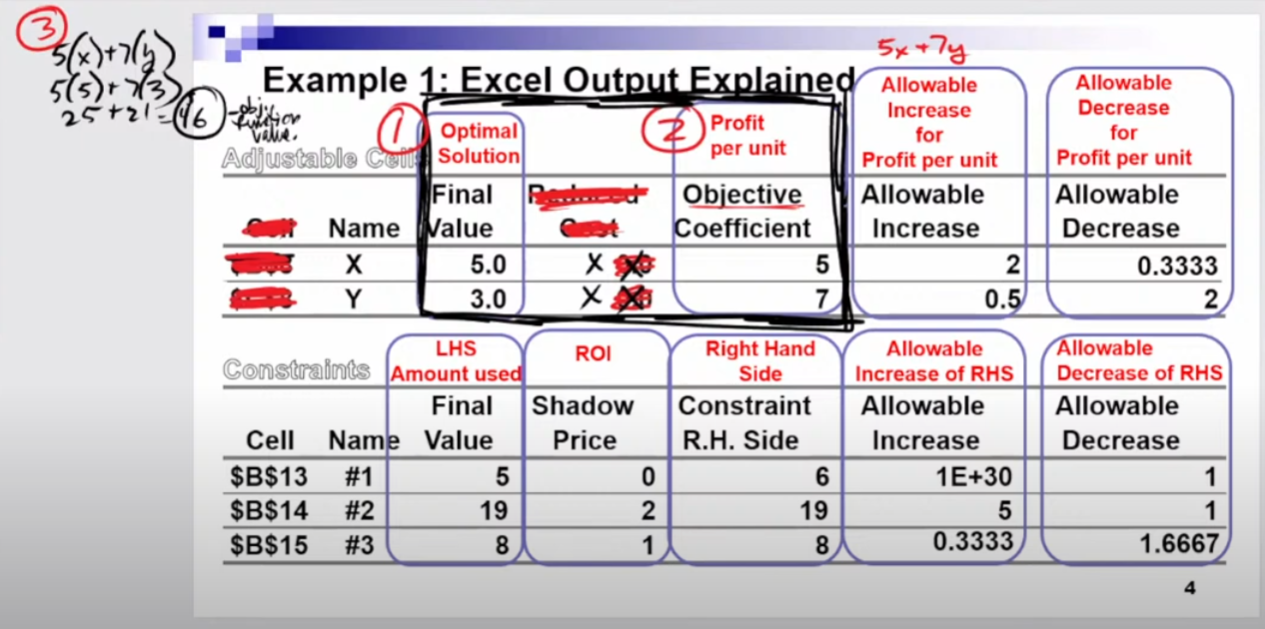 ③
5(x)+7(y)
5(5)+7(3)
25+21=46 -objc. function value.
5x+7y
Example 1: Excel Output Explained
① Optimal Solution
② Profit per unit
Allowable Increase for Profit per unit
Allowable Decrease for Profit per unit
Adjustable Cell
Final Objective Allowable Allowable
Name Value Coefficient Increase Decrease
X 5.0 X 5 2 0.3333
Y 3.0 X 7 0.5 2
LHS ROI Right Hand Allowable Allowable
Constraints Amount used Side Increase of RHS Decrease of RHS
Final Shadow Constraint Allowable Allowable
Cell Name Value Price R.H. Side Increase Decrease
$B$13 #1 5 0 6 1E+30 1
$B$14 #2 19 2 19 5 1
$B$15 #3 8 1 8 0.3333 1.6667
4